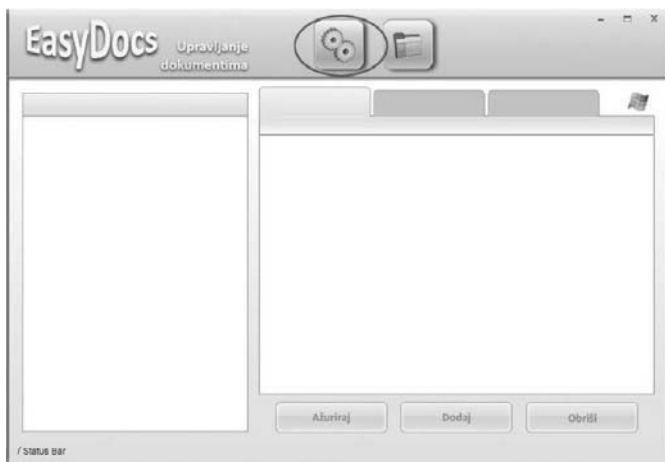 EasyDocs
Upravljanje
dokumentima
Ažuriraj
Dodaj
Obriši
/ Status Bar